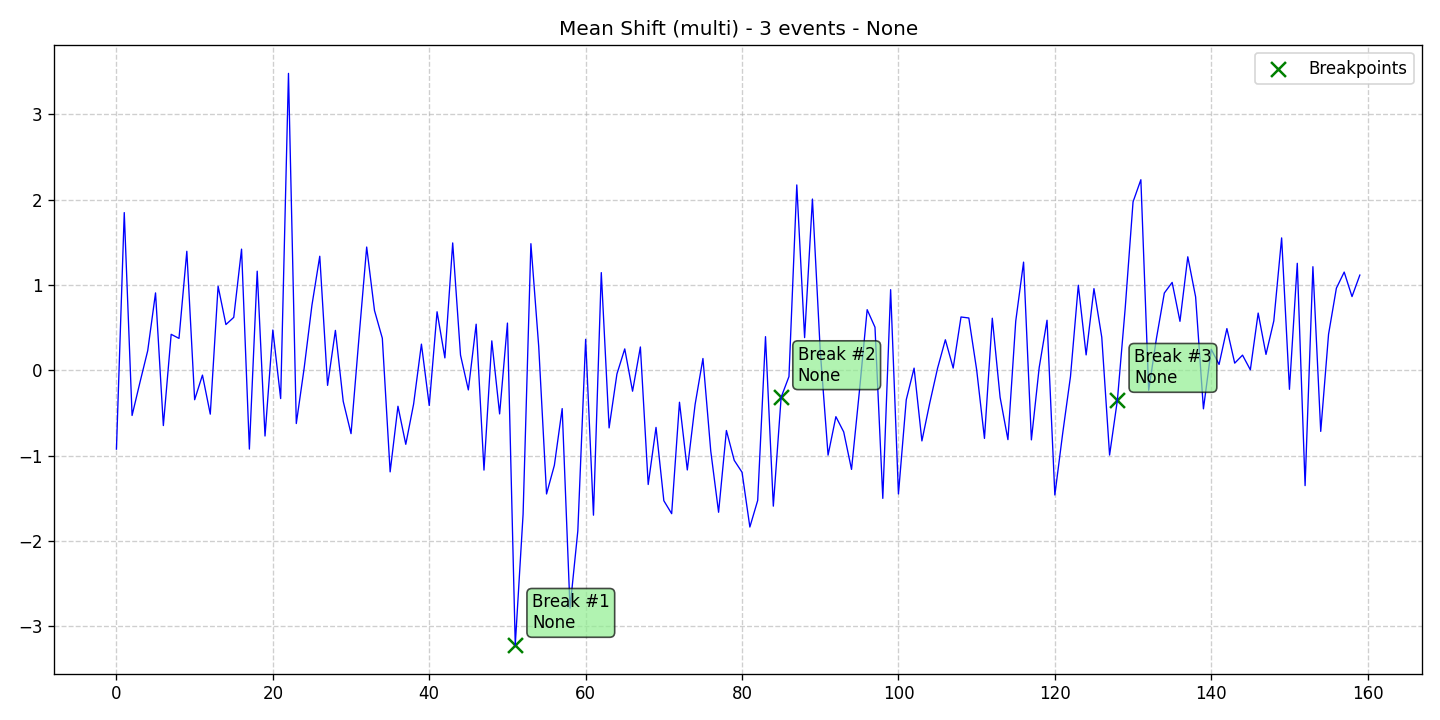 Mean Shift (multi) - 3 events - None
Breakpoints
3
2
1
0
−1
−2
−3
Break #1
None
Break #2
None
Break #3
None
0
20
40
60
80
100
120
140
160